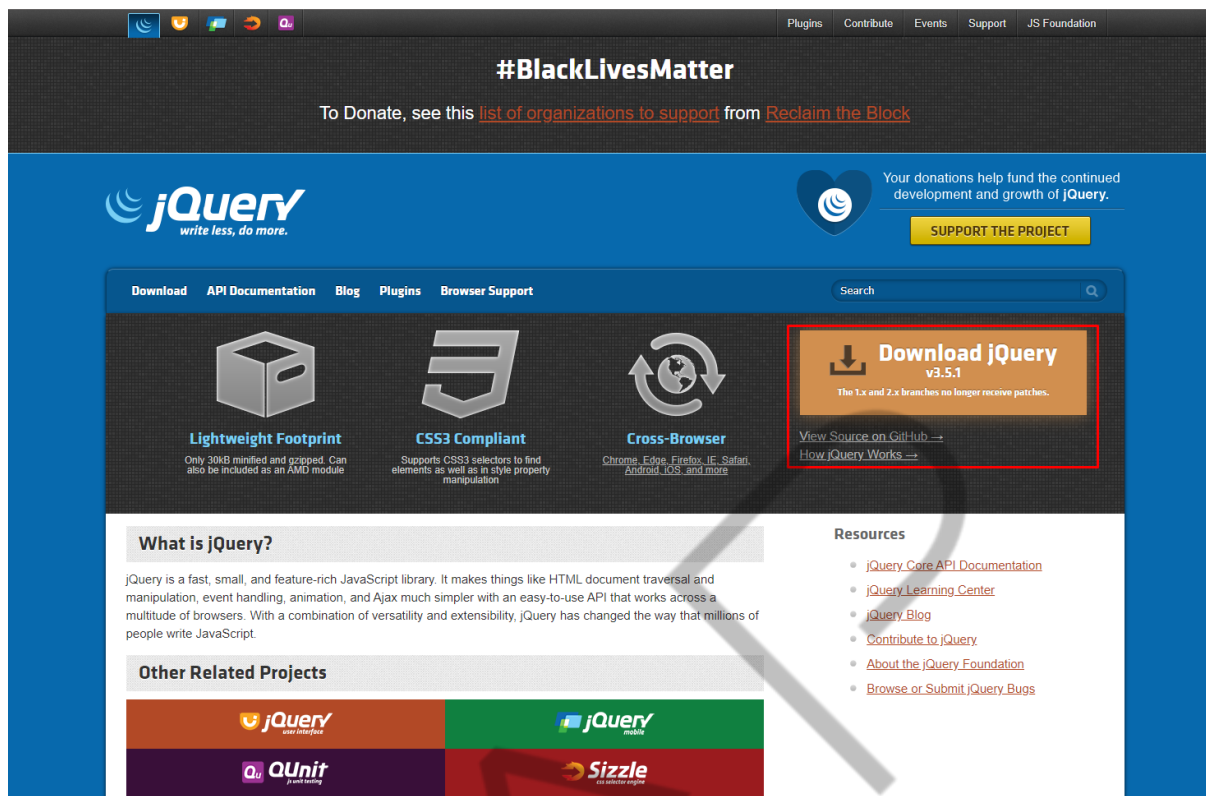 Plugins Contribute Events Support JS Foundation
#BlackLivesMatter
To Donate, see this list of organizations to support from Reclaim the Block
jQuery
write less, do more.
Your donations help fund the continued
development and growth of jQuery.
SUPPORT THE PROJECT
Download API Documentation Blog Plugins Browser Support
Search
Lightweight Footprint
Only 30kB minified and gzipped. Can
also be included as an AMD module
CSS3 Compliant
Supports CSS3 selectors to find
elements as well as in style property
manipulation
Cross-Browser
Chrome, Edge, Firefox, IE, Safari,
Android, iOS, and more
Download jQuery
v3.5.1
The 1.x and 2.x branches no longer receive patches.
View Source on GitHub →
How jQuery Works →
What is jQuery?
jQuery is a fast, small, and feature-rich JavaScript library. It makes things like HTML document traversal and
manipulation, event handling, animation, and Ajax much simpler with an easy-to-use API that works across a
multitude of browsers. With a combination of versatility and extensibility, jQuery has changed the way that millions of
people write JavaScript.
Other Related Projects
jQuery
user interface
jQuery
mobile
Qu QUnit
js unit testing
Sizzle
css selector engine
Resources
jQuery Core API Documentation
jQuery Learning Center
jQuery Blog
Contribute to jQuery
About the jQuery Foundation
Browse or Submit jQuery Bugs